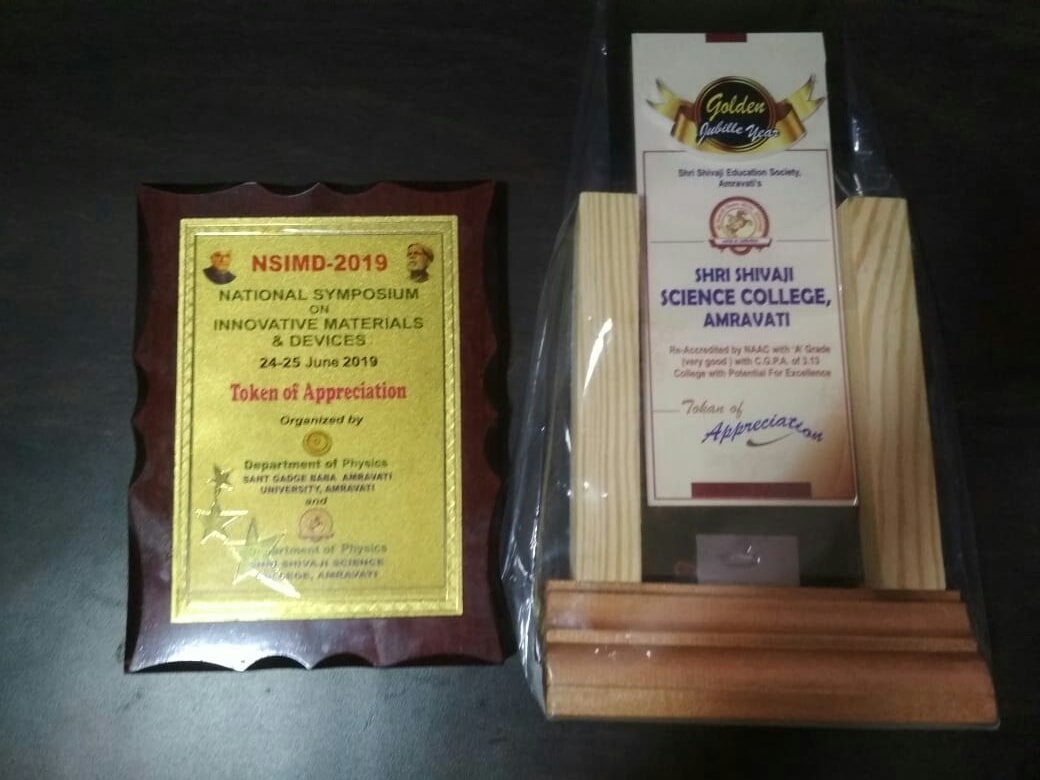 NSIMD-2019
NATIONAL SYMPOSIUM
ON
INNOVATIVE MATERIALS
& DEVICES
24-25 June 2019
Token of Appreciation
Organized by
Department of Physics
SANT GADGE BABA AMRAVATI
UNIVERSITY, AMRAVATI
and
Department of Physics
SHRI SHIVAJI SCIENCE
COLLEGE, AMRAVATI
Golden
Jubille Year
Shri Shivaji Education Society,
Amravati's
SHRI SHIVAJI
SCIENCE COLLEGE,
AMRAVATI
Re-Accredited by NAAC with 'A' Grade
(very good ) with C.G.P.A. of 3.13
College with Potential For Excellence
Tokan of
Appreciation